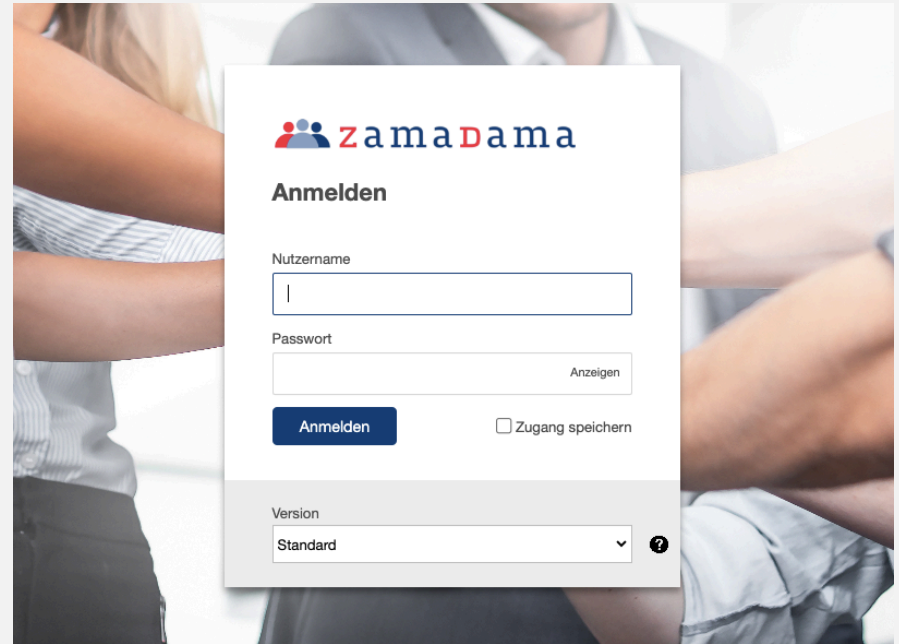 zamaDama
Anmelden
Nutzername
Passwort
Anzeigen
Anmelden
Zugang speichern
Version
Standard
?